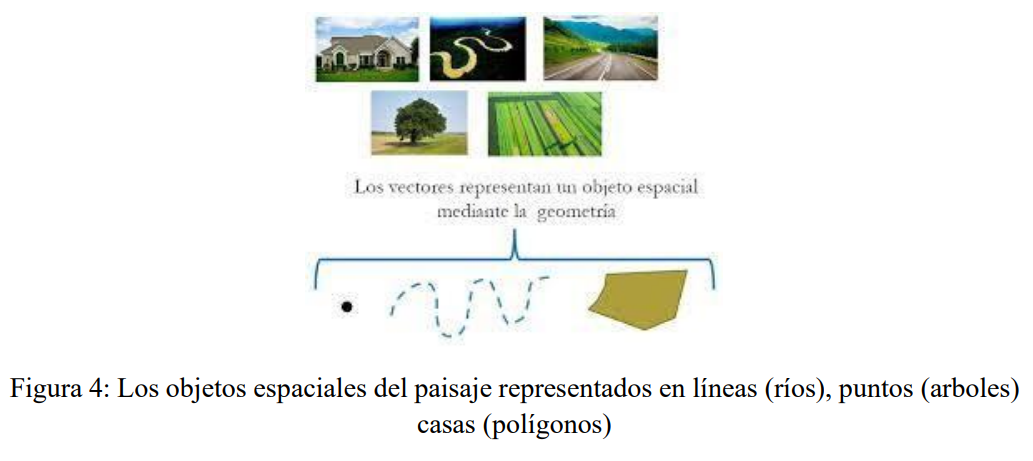 Los vectores representan un objeto espacial
mediante la geometría
Figura 4: Los objetos espaciales del paisaje representados en líneas (ríos), puntos (arboles)
casas (polígonos)